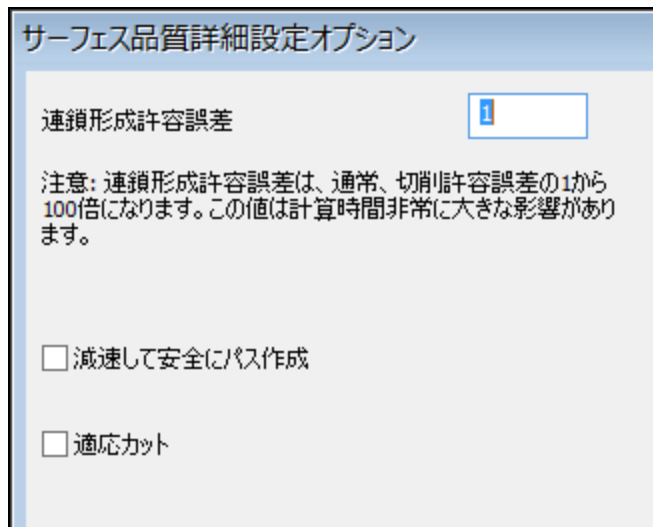 サーフェス品質詳細設定オプション
連鎖形成許容誤差
1
注意: 連鎖形成許容誤差は、通常、切削許容誤差の1から
100倍になります。この値は計算時間非常に大きな影響があり
ます。
減速して安全にパス作成
適応カット